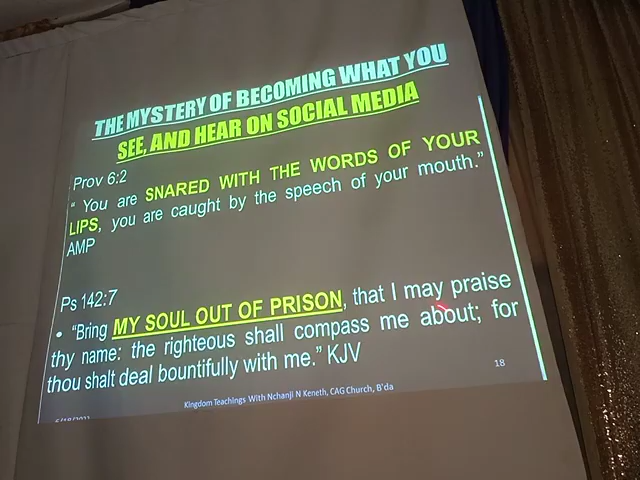 THE MYSTERY OF BECOMING WHAT YOU
SEE, AND HEAR ON SOCIAL MEDIA
Prov 6:2
“ You are SNARED WITH THE WORDS OF YOUR
LIPS, you are caught by the speech of your mouth.”
AMP
Ps 142:7
• “Bring MY SOUL OUT OF PRISON, that I may praise
thy name: the righteous shall compass me about; for
thou shalt deal bountifully with me.” KJV
18
Kingdom Teachings With Nchanji N Keneth, CAG Church, B'da